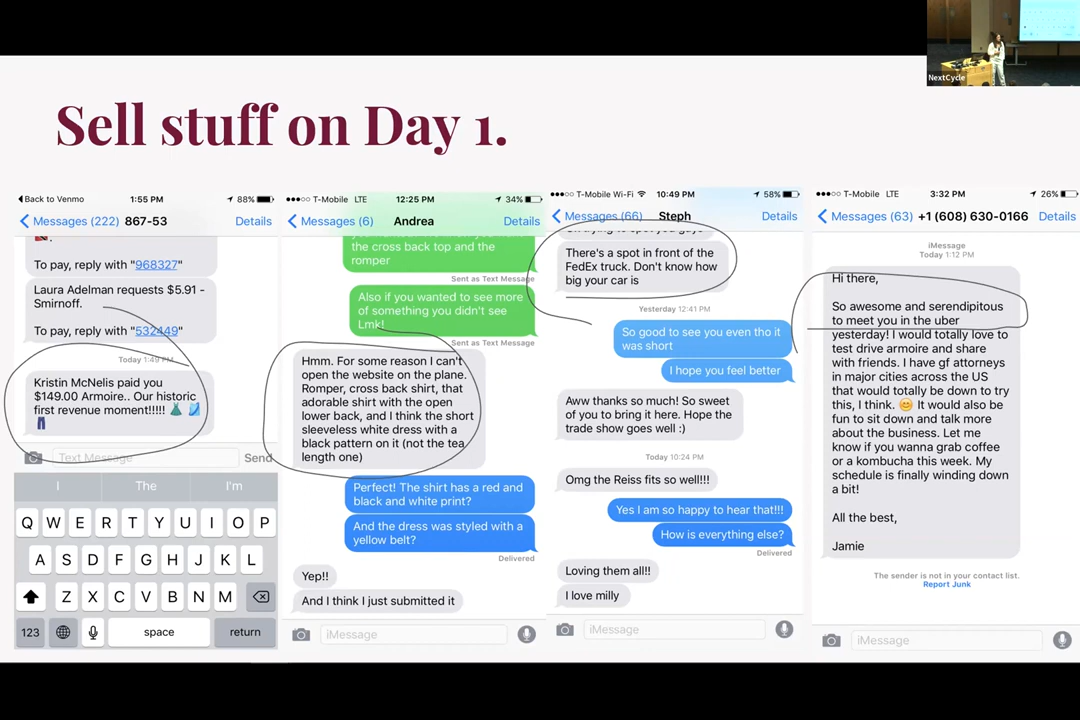 NextCycle
Sell stuff on Day 1.
Back to Venmo
1:55 PM
88%
Messages (222)
867-53
Details
To pay, reply with "968327"
Laura Adelman requests $5.91 -
Smirnoff.
To pay, reply with "532449"
Today 1:49 PM
Kristin McNelis paid you
$149.00 Armoire.. Our historic
first revenue moment!!!!! 👗 🎽
👖
Text Message
Send
I
The
I'm
Q W E R T Y U I O P
A S D F G H J K L
Z X C V B N M
123
space
return
T-Mobile LTE
12:25 PM
34%
Messages (6)
Andrea
Details
the cross back top and the
romper
Sent as Text Message
Also if you wanted to see more
of something you didn't see
Lmk!
Sent as Text Message
Hmm. For some reason I can't
open the website on the plane.
Romper, cross back shirt, that
adorable shirt with the open
lower back, and I think the short
sleeveless white dress with a
black pattern on it (not the tea
length one)
Perfect! The shirt has a red and
black and white print?
And the dress was styled with a
yellow belt?
Delivered
Yep!!
And I think I just submitted it
iMessage
T-Mobile Wi-Fi
10:49 PM
58%
Messages (66)
Steph
Details
trying to spot you guys
There's a spot in front of the
FedEx truck. Don't know how
big your car is
Yesterday 12:41 PM
So good to see you even tho it
was short
I hope you feel better
Aww thanks so much! So sweet
of you to bring it here. Hope the
trade show goes well :)
Today 10:24 PM
Omg the Reiss fits so well!!!
Yes I am so happy to hear that!!!
How is everything else?
Delivered
Loving them all!!
I love milly
iMessage
T-Mobile LTE
3:32 PM
26%
Messages (63)
+1 (608) 630-0166
Details
iMessage
Today 1:12 PM
Hi there,
So awesome and serendipitous
to meet you in the uber
yesterday! I would totally love to
test drive armoire and share
with friends. I have gf attorneys
in major cities across the US
that would totally be down to try
this, I think. 😊 It would also be
fun to sit down and talk more
about the business. Let me
know if you wanna grab coffee
or a kombucha this week. My
schedule is finally winding down
a bit!
All the best,
Jamie
The sender is not in your contact list.
Report Junk
iMessage